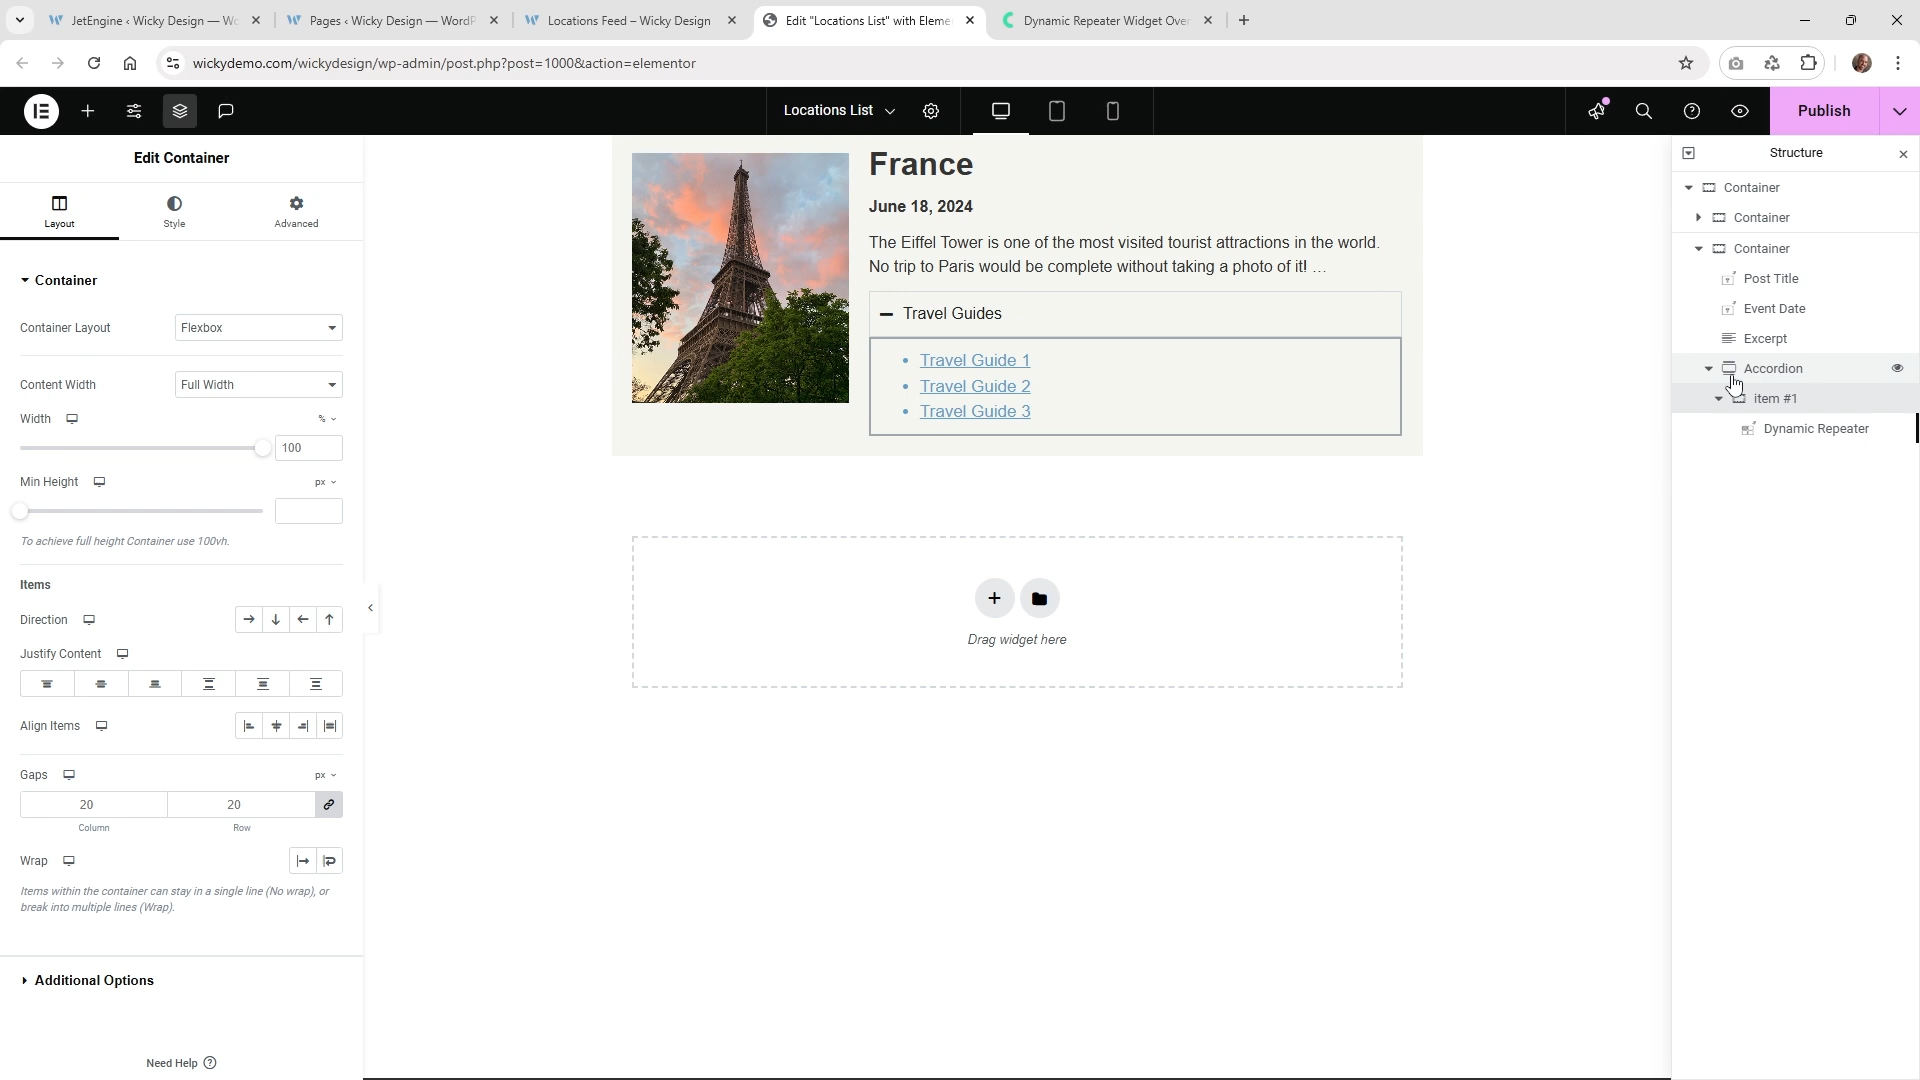 JetEngine ‹ Wicky Design — Wo
Pages ‹ Wicky Design — WordP
Locations Feed – Wicky Design
Edit "Locations List" with Eleme
Dynamic Repeater Widget Ove
wickydemo.com/wickydesign/wp-admin/post.php?post=1000&action=elementor
Locations List
Publish
Edit Container
Layout
Style
Advanced
Container
Container Layout
Flexbox
Content Width
Full Width
Width
%
100
Min Height
px
To achieve full height Container use 100vh.
Items
Direction
Justify Content
Align Items
Gaps
px
20
20
Column
Row
Wrap
Items within the container can stay in a single line (No wrap), or
break into multiple lines (Wrap).
Additional Options
Need Help
France
June 18, 2024
The Eiffel Tower is one of the most visited tourist attractions in the world.
No trip to Paris would be complete without taking a photo of it! …
Travel Guides
Travel Guide 1
Travel Guide 2
Travel Guide 3
Drag widget here
Structure
Container
Container
Container
Post Title
Event Date
Excerpt
Accordion
item #1
Dynamic Repeater